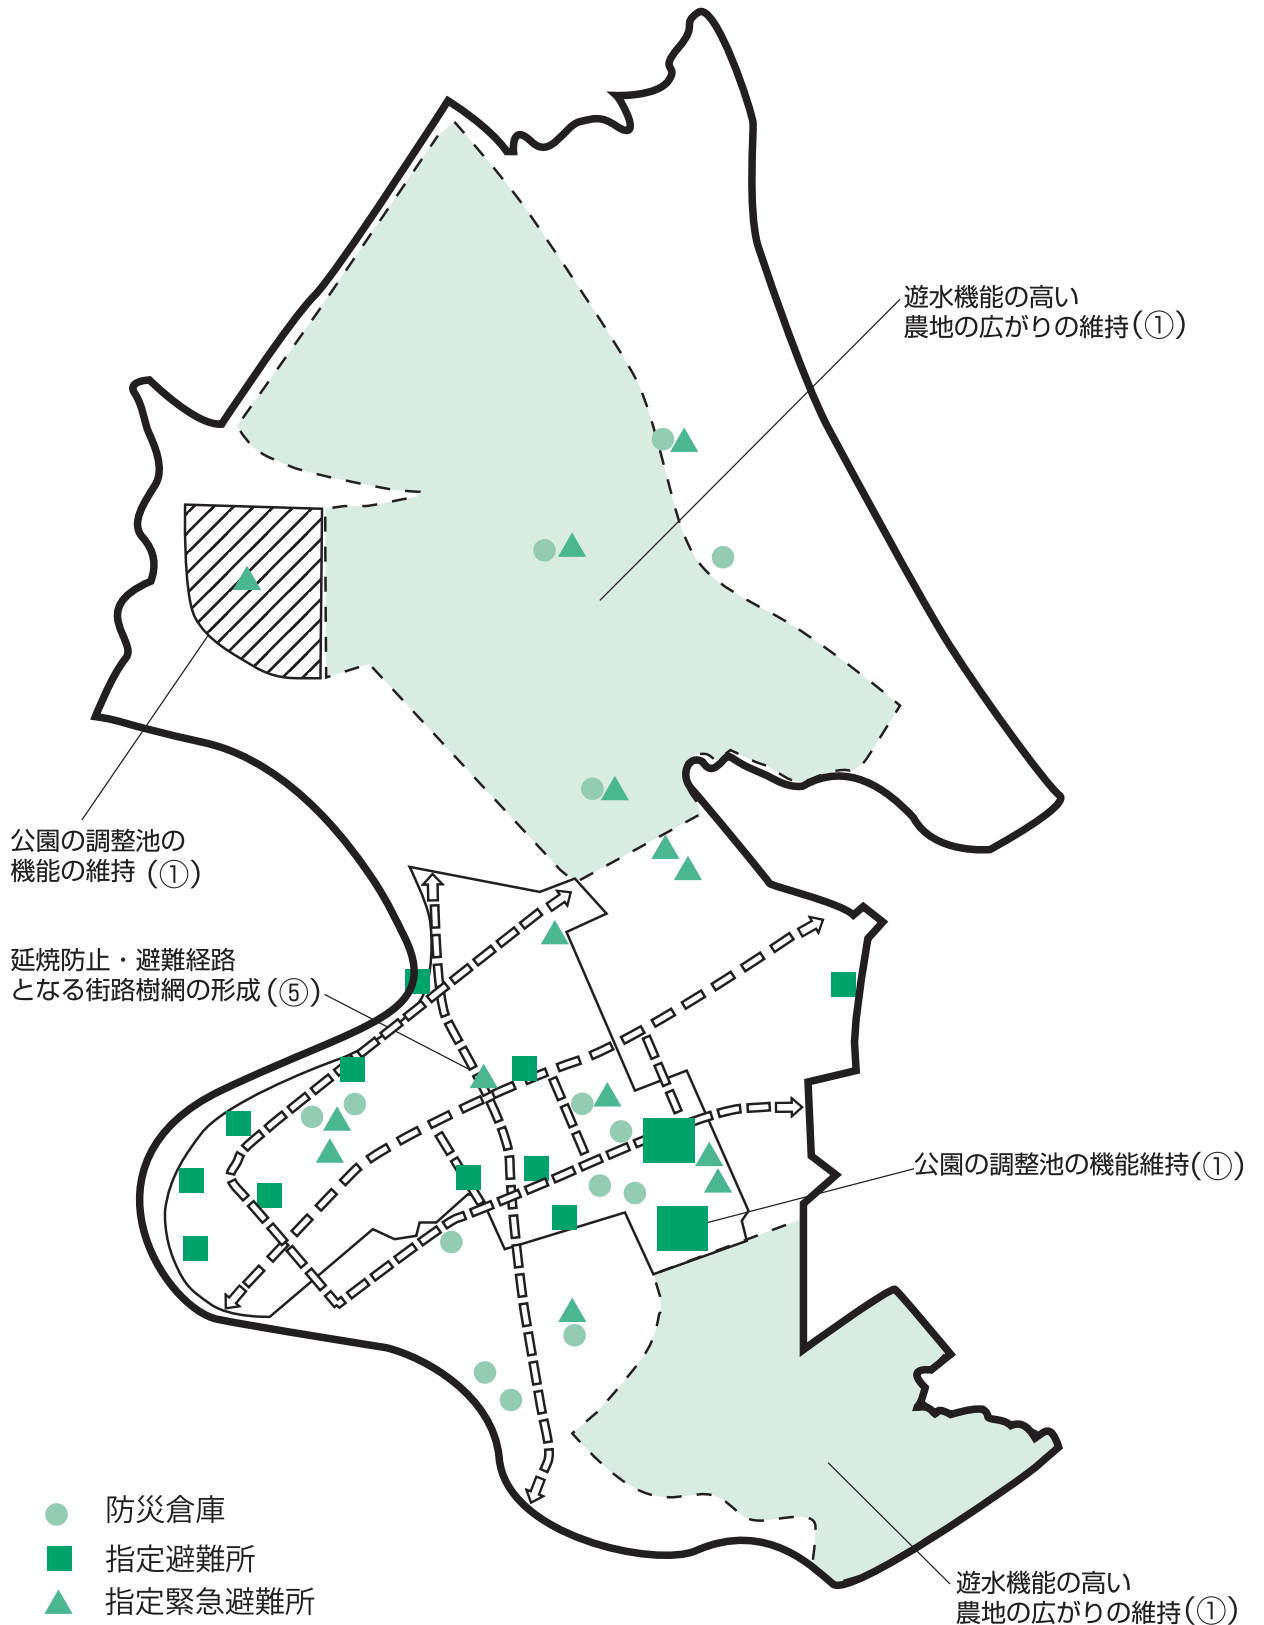 遊水機能の高い
農地の広がりの維持(①)
公園の調整池の
機能の維持 (①)
延焼防止・避難経路
となる街路樹網の形成(⑤)
公園の調整池の機能維持(①)
防災倉庫
指定避難所
指定緊急避難所
遊水機能の高い
農地の広がりの維持(①)